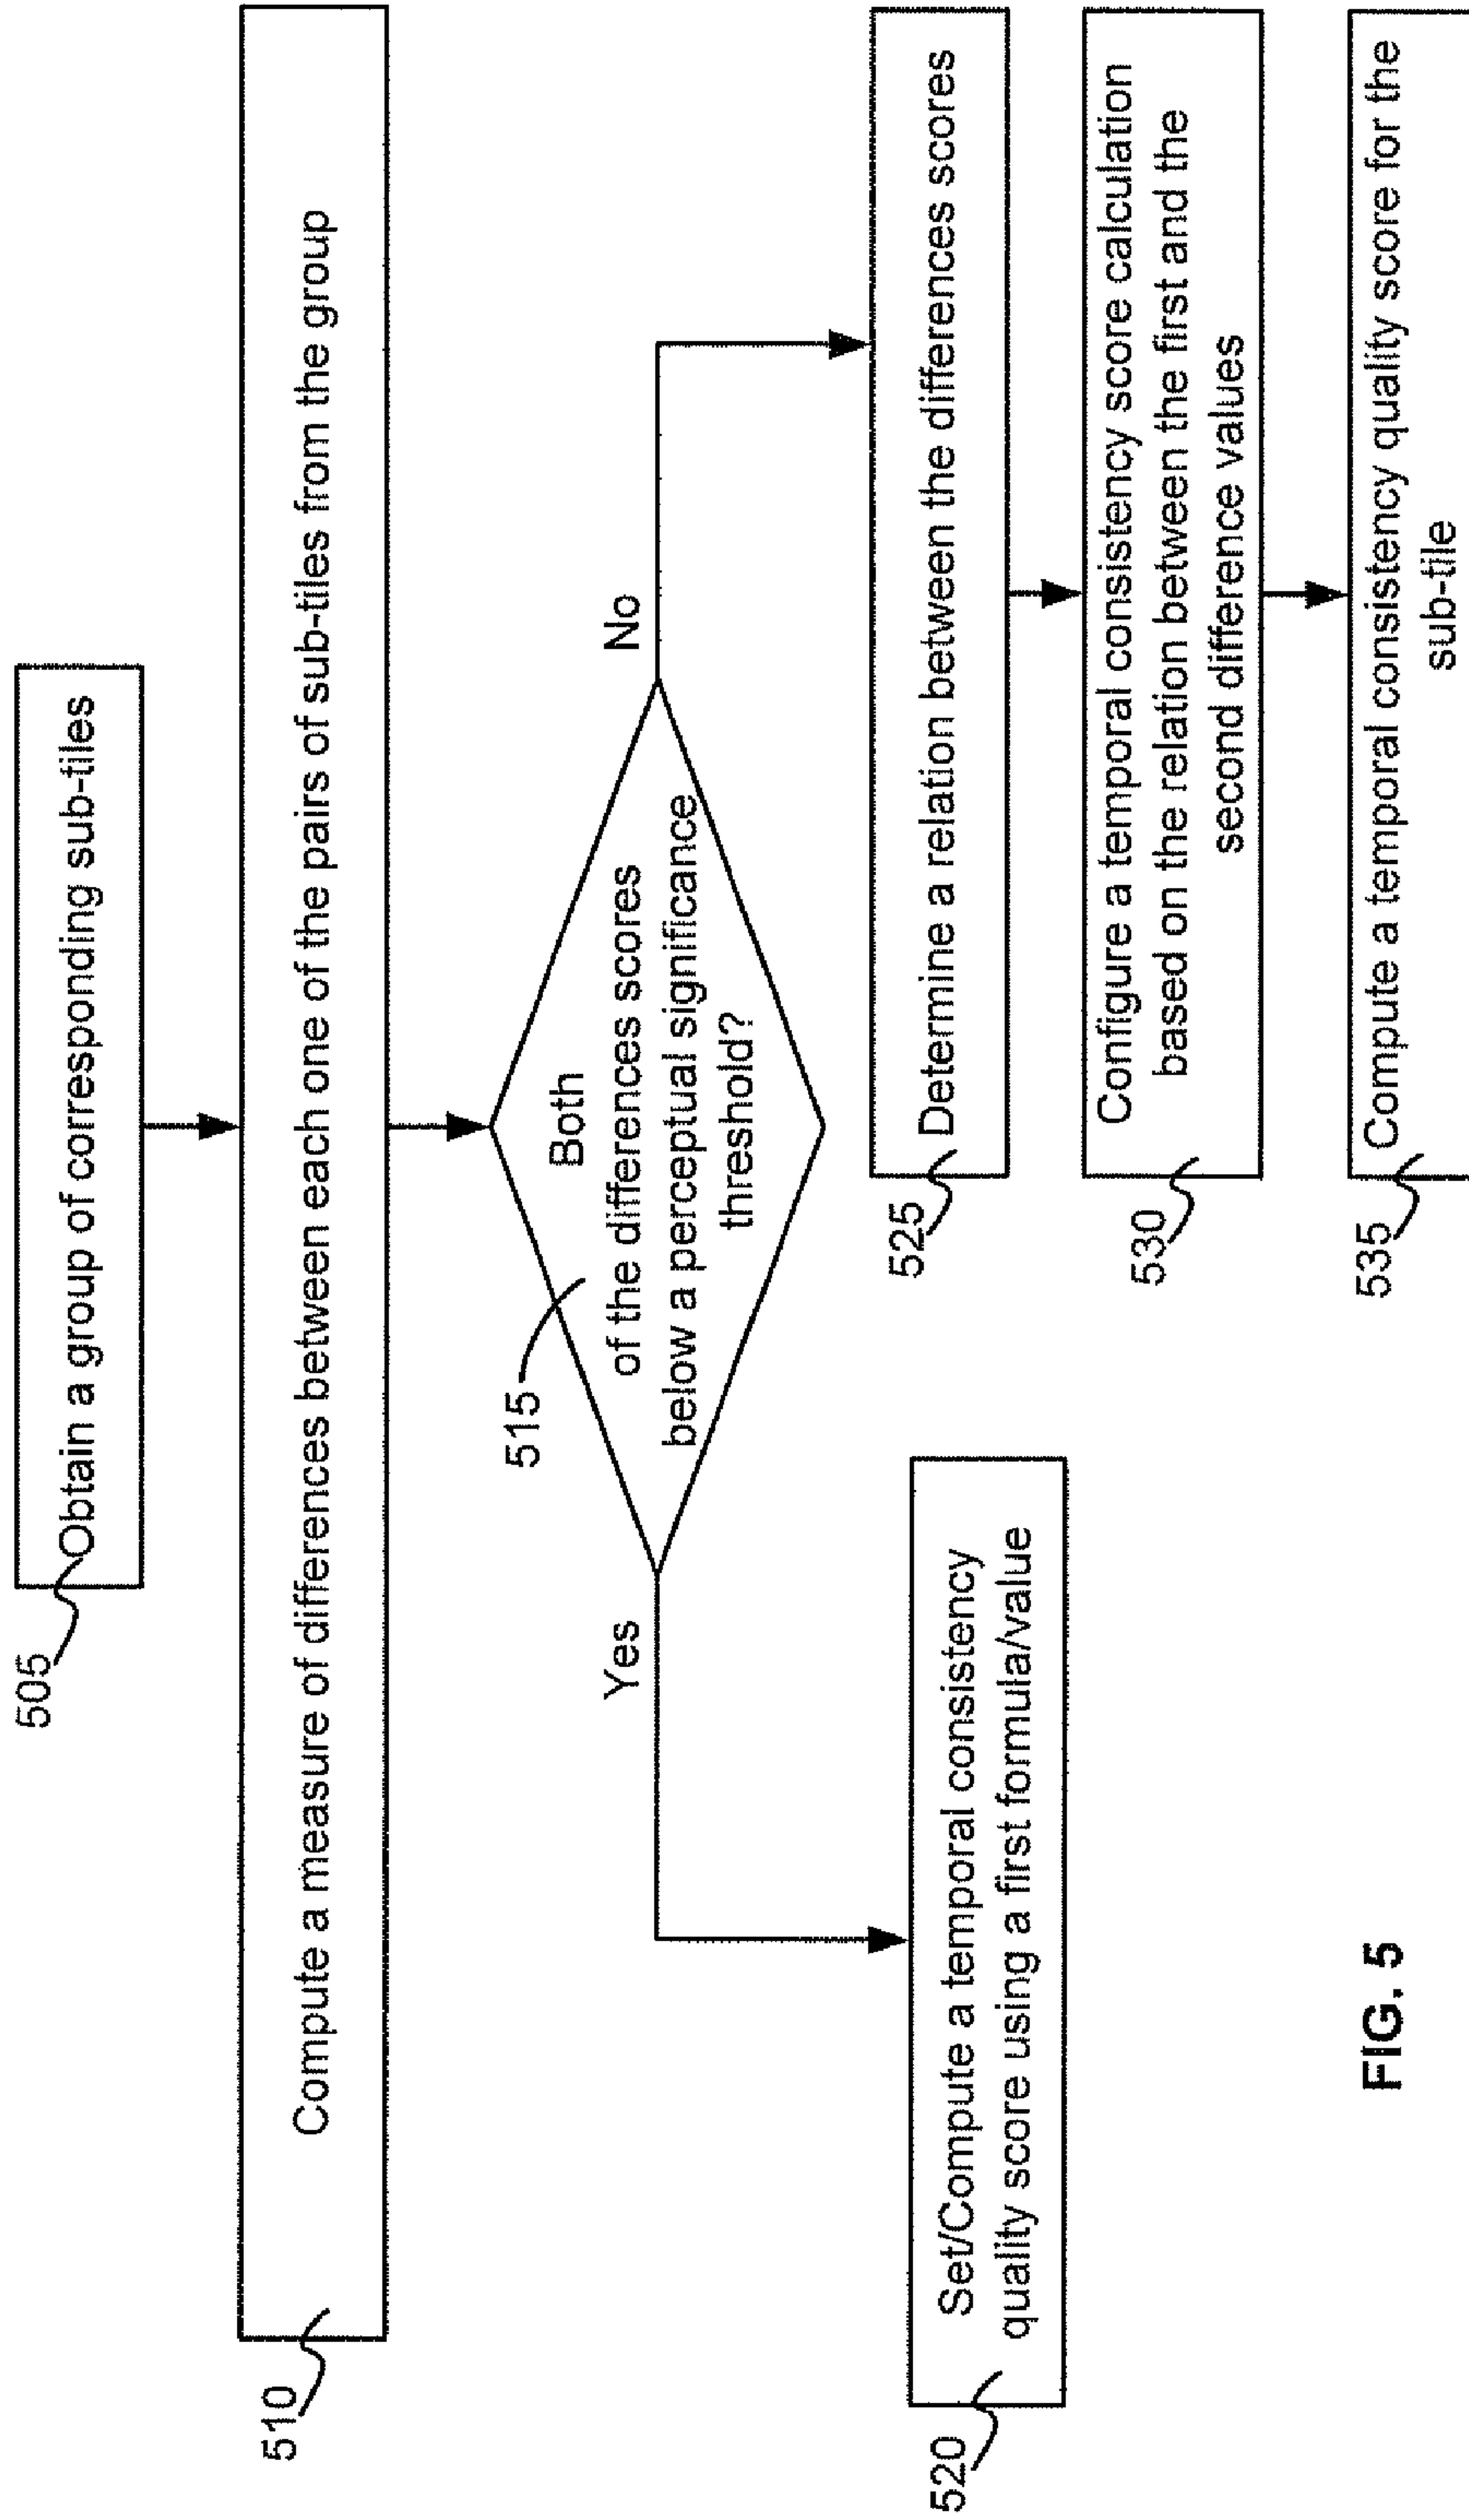 505
Obtain a group of corresponding sub-tiles
510
Compute a measure of differences between each one of the pairs of sub-tiles from the group
515
Both
of the differences scores
below a perceptual significance
threshold?
Yes
No
520
Set/Compute a temporal consistency
quality score using a first formula/value
525
Determine a relation between the differences scores
530
Configure a temporal consistency score calculation
based on the relation between the first and the
second difference values
535
Compute a temporal consistency quality score for the
sub-tile
FIG. 5